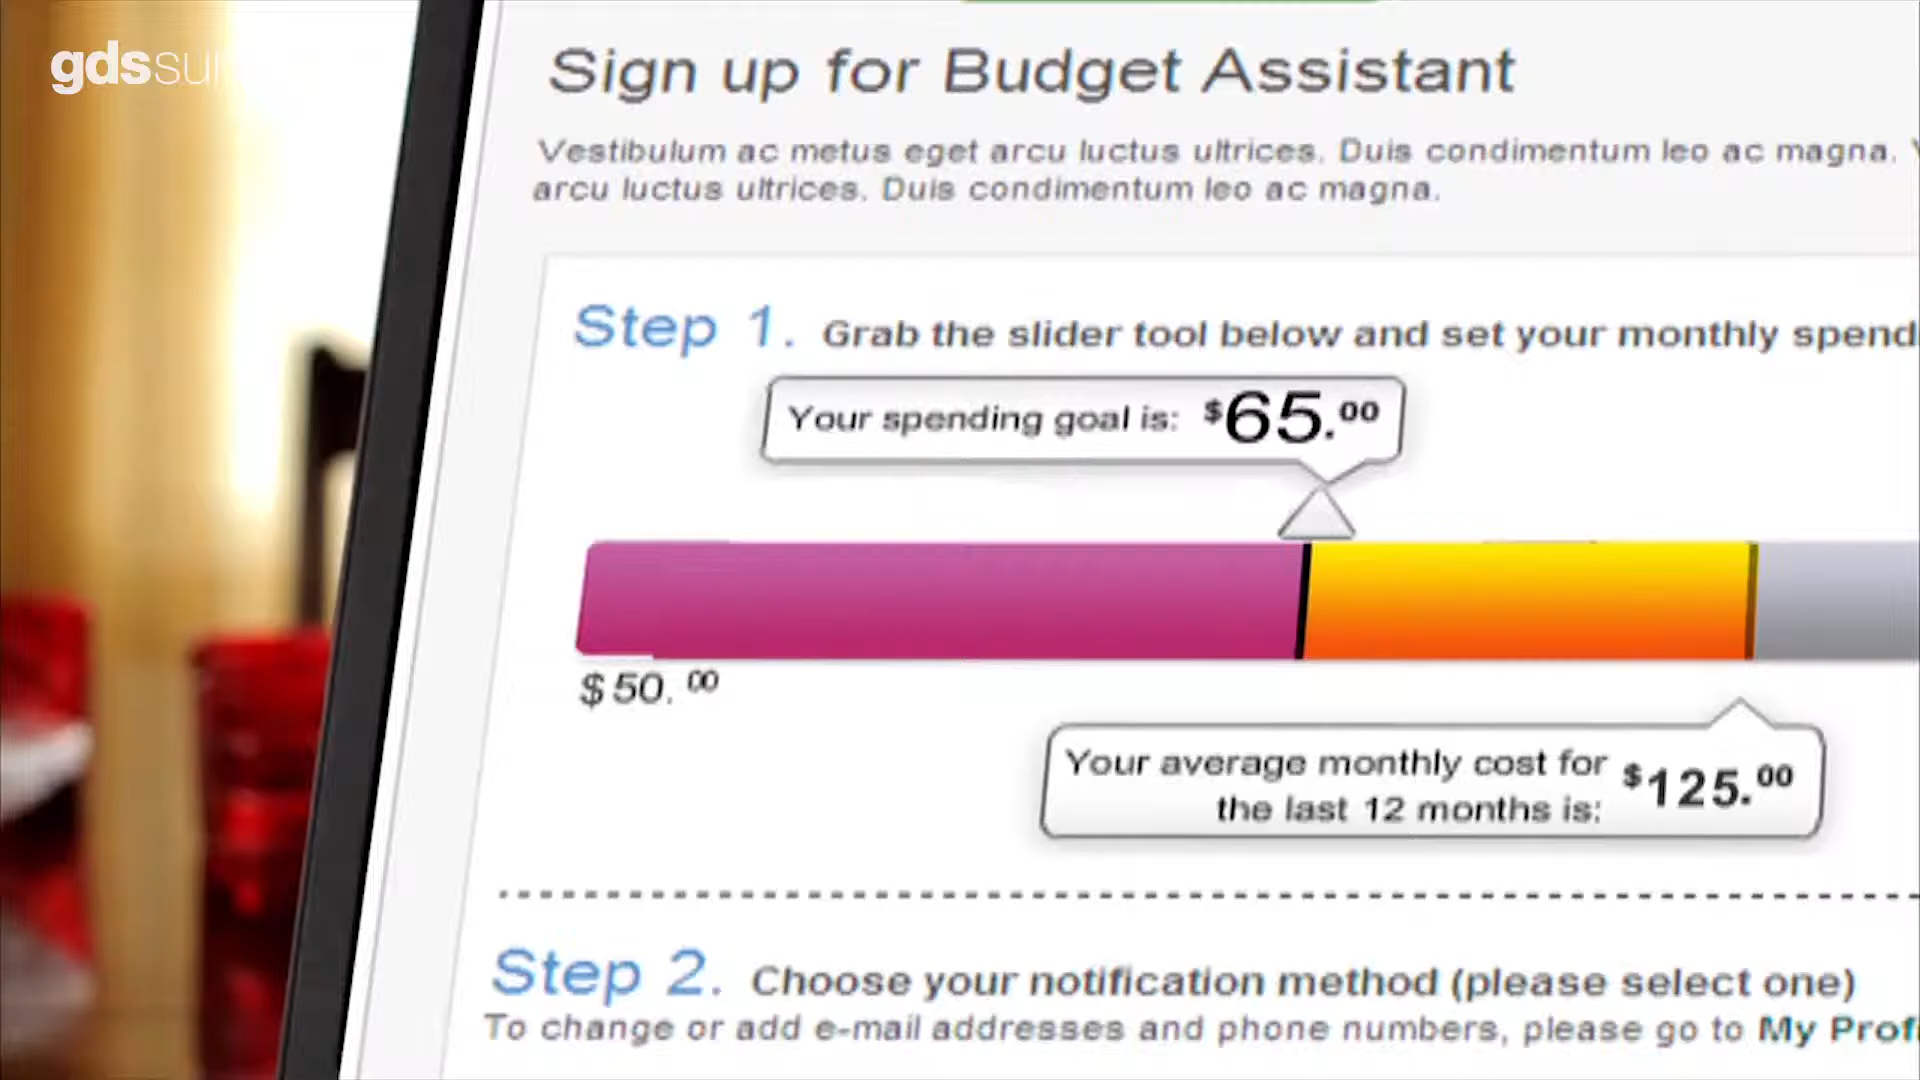 gdssu
Sign up for Budget Assistant
Vestibulum ac metus eget arcu luctus ultrices. Duis condimentum leo ac magna.
arcu luctus ultrices. Duis condimentum leo ac magna.
Step 1. Grab the slider tool below and set your monthly spend
Your spending goal is: $65.00
$50.00
Your average monthly cost for
the last 12 months is: $125.00
Step 2. Choose your notification method (please select one)
To change or add e-mail addresses and phone numbers, please go to My Prof